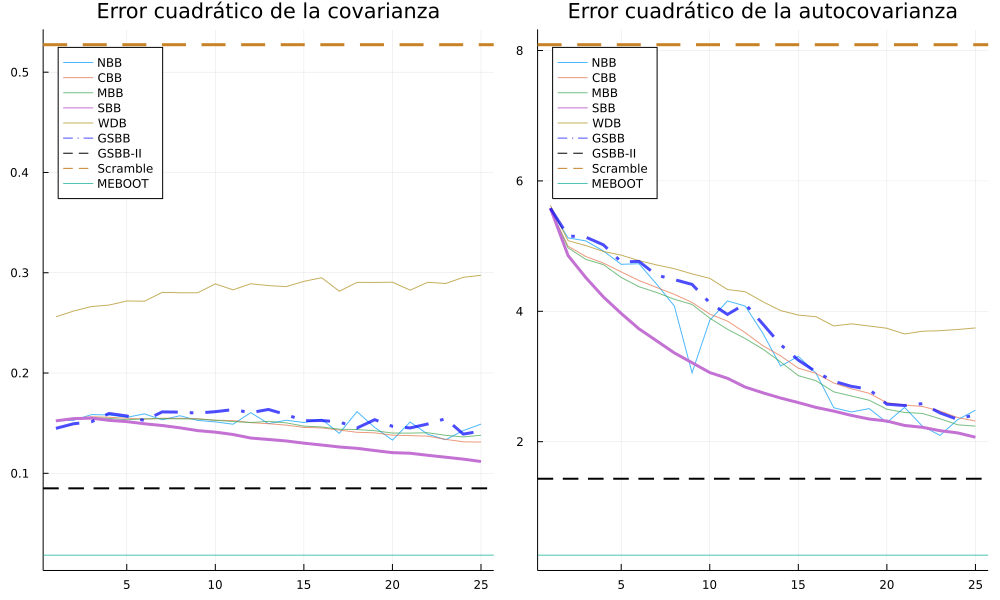 Error cuadrático de la covarianza
0.5
0.4
0.3
0.2
0.1
NBB
CBB
MBB
SBB
WDB
GSBB
GSBB-II
Scramble
MEBOOT
5
10
15
20
25
Error cuadrático de la autocovarianza
8
6
4
2
NBB
CBB
MBB
SBB
WDB
GSBB
GSBB-II
Scramble
MEBOOT
5
10
15
20
25